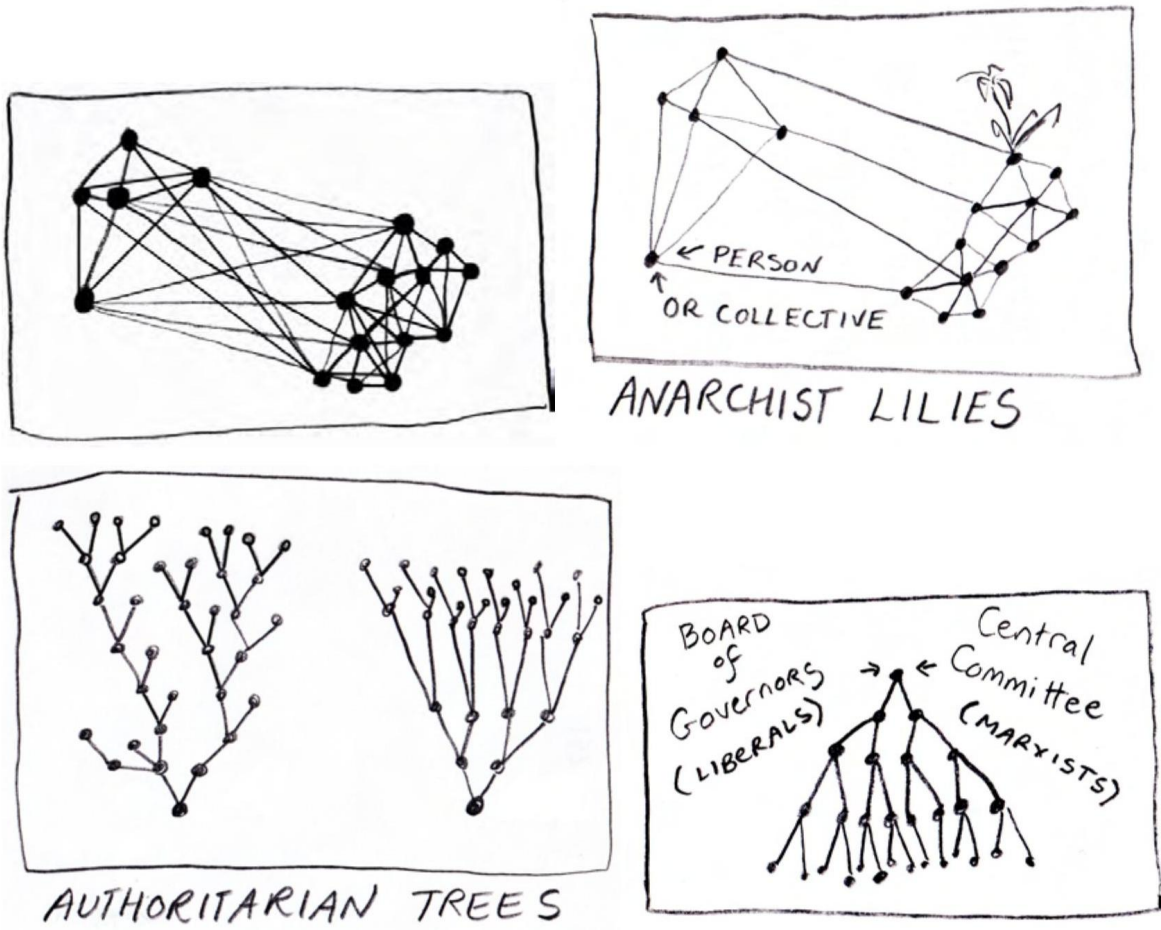 PERSON
OR COLLECTIVE
ANARCHIST LILIES
AUTHORITARIAN TREES
BOARD
of
GOVERNORS
(LIBERALS)
Central
Committee
(MARXISTS)